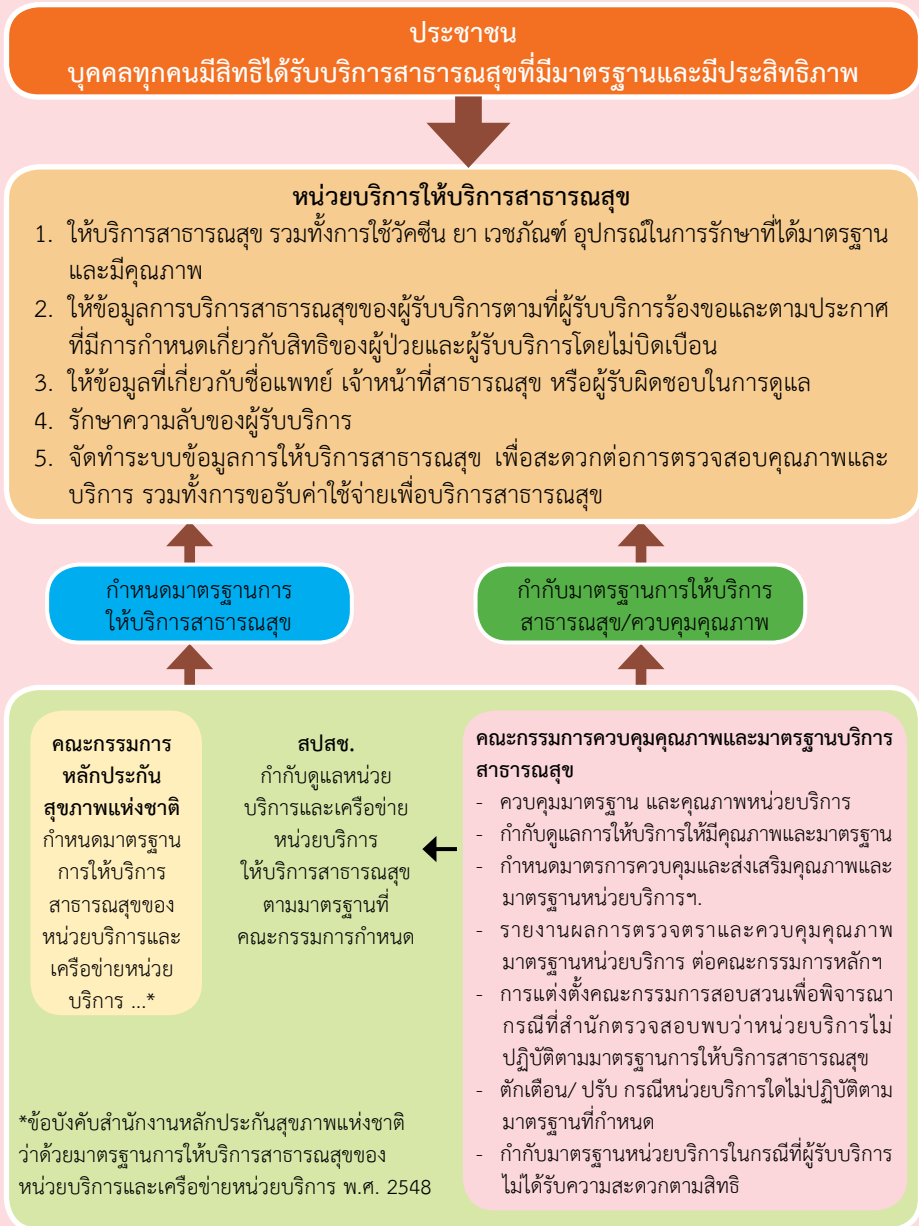 ประชาชน
บุคคลทุกคนมีสิทธิได้รับบริการสาธารณสุขที่มีมาตรฐานและมีประสิทธิภาพ
หน่วยบริการให้บริการสาธารณสุข
1. ให้บริการสาธารณสุข รวมทั้งการใช้วัคซีน ยา เวชภัณฑ์ อุปกรณ์ในการรักษาที่ได้มาตรฐาน
และมีคุณภาพ
2. ให้ข้อมูลการบริการสาธารณสุขของผู้รับบริการตามที่ผู้รับบริการร้องขอและตามประกาศ
ที่มีการกำหนดเกี่ยวกับสิทธิของผู้ป่วยและผู้รับบริการโดยไม่บิดเบือน
3. ให้ข้อมูลที่เกี่ยวกับชื่อแพทย์ เจ้าหน้าที่สาธารณสุข หรือผู้รับผิดชอบในการดูแล
4. รักษาความลับของผู้รับบริการ
5. จัดทำระบบข้อมูลการให้บริการสาธารณสุข เพื่อสะดวกต่อการตรวจสอบคุณภาพและ
บริการ รวมทั้งการขอรับค่าใช้จ่ายเพื่อบริการสาธารณสุข
กำหนดมาตรฐานการ
ให้บริการสาธารณสุข
กำกับมาตรฐานการให้บริการ
สาธารณสุข/ควบคุมคุณภาพ
คณะกรรมการ
หลักประกัน
สุขภาพแห่งชาติ
กำหนดมาตรฐาน
การให้บริการ
สาธารณสุขของ
หน่วยบริการและ
เครือข่ายหน่วย
บริการ ...*
สปสช.
กำกับดูแลหน่วย
บริการและเครือข่าย
หน่วยบริการ
ให้บริการสาธารณสุข
ตามมาตรฐานที่
คณะกรรมการกำหนด
คณะกรรมการควบคุมคุณภาพและมาตรฐานบริการ
สาธารณสุข
- ควบคุมมาตรฐาน และคุณภาพหน่วยบริการ
- กำกับดูแลการให้บริการให้มีคุณภาพและมาตรฐาน
- กำหนดมาตรการควบคุมและส่งเสริมคุณภาพและ
มาตรฐานหน่วยบริการฯ.
- รายงานผลการตรวจตราและควบคุมคุณภาพ
มาตรฐานหน่วยบริการ ต่อคณะกรรมการหลักฯ
- การแต่งตั้งคณะกรรมการสอบสวนเพื่อพิจารณา
กรณีที่สำนักตรวจสอบพบว่าหน่วยบริการไม่
ปฏิบัติตามมาตรฐานการให้บริการสาธารณสุข
- ตักเตือน/ ปรับ กรณีหน่วยบริการใดไม่ปฏิบัติตาม
มาตรฐานที่กำหนด
- กำกับมาตรฐานหน่วยบริการในกรณีที่ผู้รับบริการ
ไม่ได้รับความสะดวกตามสิทธิ
*ข้อบังคับสำนักงานหลักประกันสุขภาพแห่งชาติ
ว่าด้วยมาตรฐานการให้บริการสาธารณสุขของ
หน่วยบริการและเครือข่ายหน่วยบริการ พ.ศ. 2548